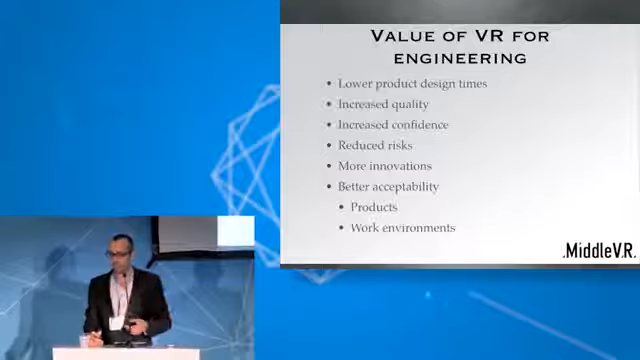 VALUE OF VR FOR
ENGINEERING
• Lower product design times
• Increased quality
• Increased confidence
• Reduced risks
• More innovations
• Better acceptability
• Products
• Work environments
.MiddleV.R.